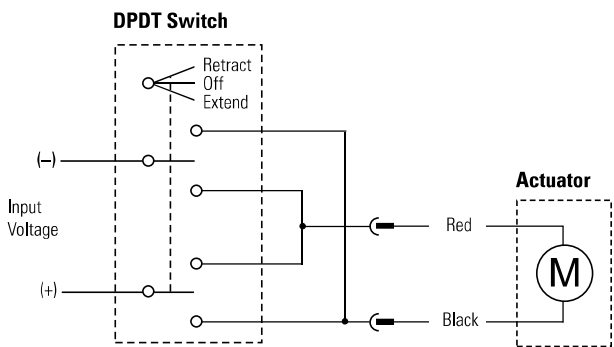 DPDT Switch
Retract
Off
Extend
(–)
Input
Voltage
(+)
Red
Black
Actuator
M